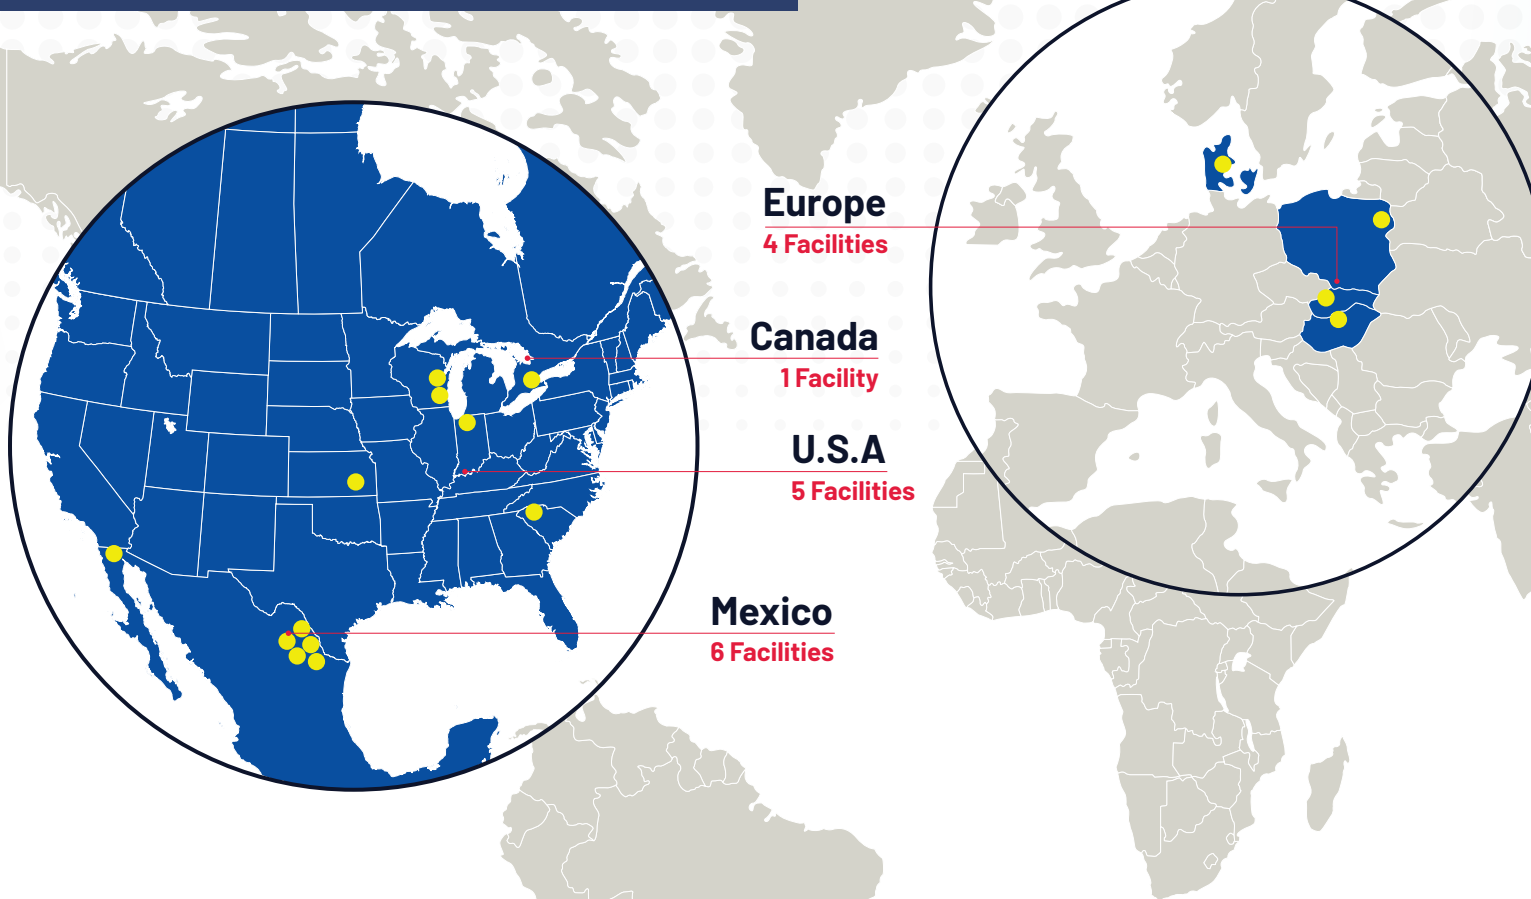 Europe
4 Facilities
Canada
1 Facility
U.S.A
5 Facilities
Mexico
6 Facilities